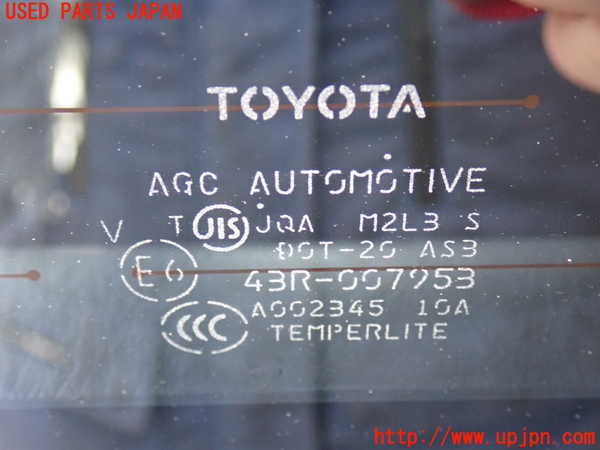 USED PARTS JAPAN
TOYOTA
AGC AUTOMOTIVE
V T JIS JQA M2L3 S
DOT-20 AS3
E6 43R-007953
CCC A002345 10A
TEMPERLITE
http://www.upjpn.com/